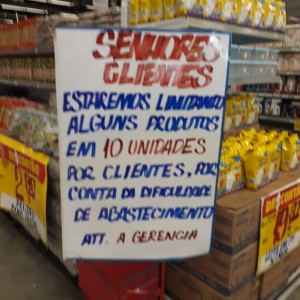 SENHORES
CLIENTES
ESTAREMOS LIMITANDO
ALGUNS PRODUTOS
EM 10 UNIDADES
POR CLIENTES, POR
CONTA DA DIFICULDADE
DE ABASTECIMENTO
ATT. A GERENCIA